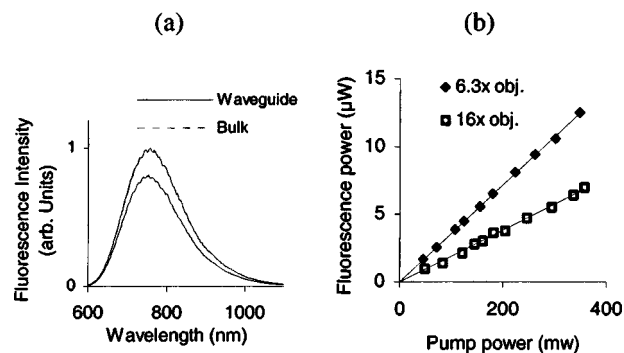 (a)
Waveguide
Bulk
Fluorescence Intensity
(arb. Units)
1
0
600
800
1000
Wavelength (nm)
(b)
15
10
5
0
Fluorescence power (µW)
6.3x obj.
16x obj.
0
200
400
Pump power (mw)